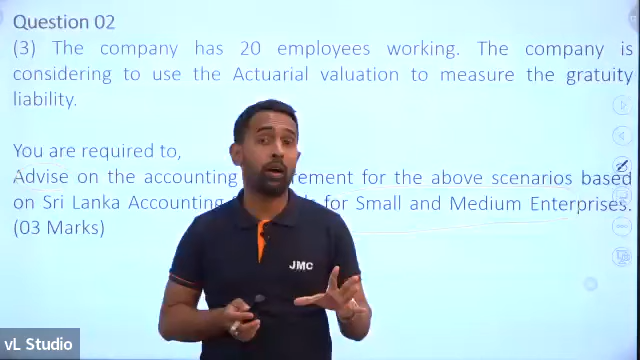 Question 02
(3) The company has 20 employees working. The company is
considering to use the Actuarial valuation to measure the gratuity
liability.
You are required to,
Advise on the accounting for the above scenarios based
on Sri Lanka Accounting for Small and Medium Enterprises.
(03 Marks)
JMC
vL Studio